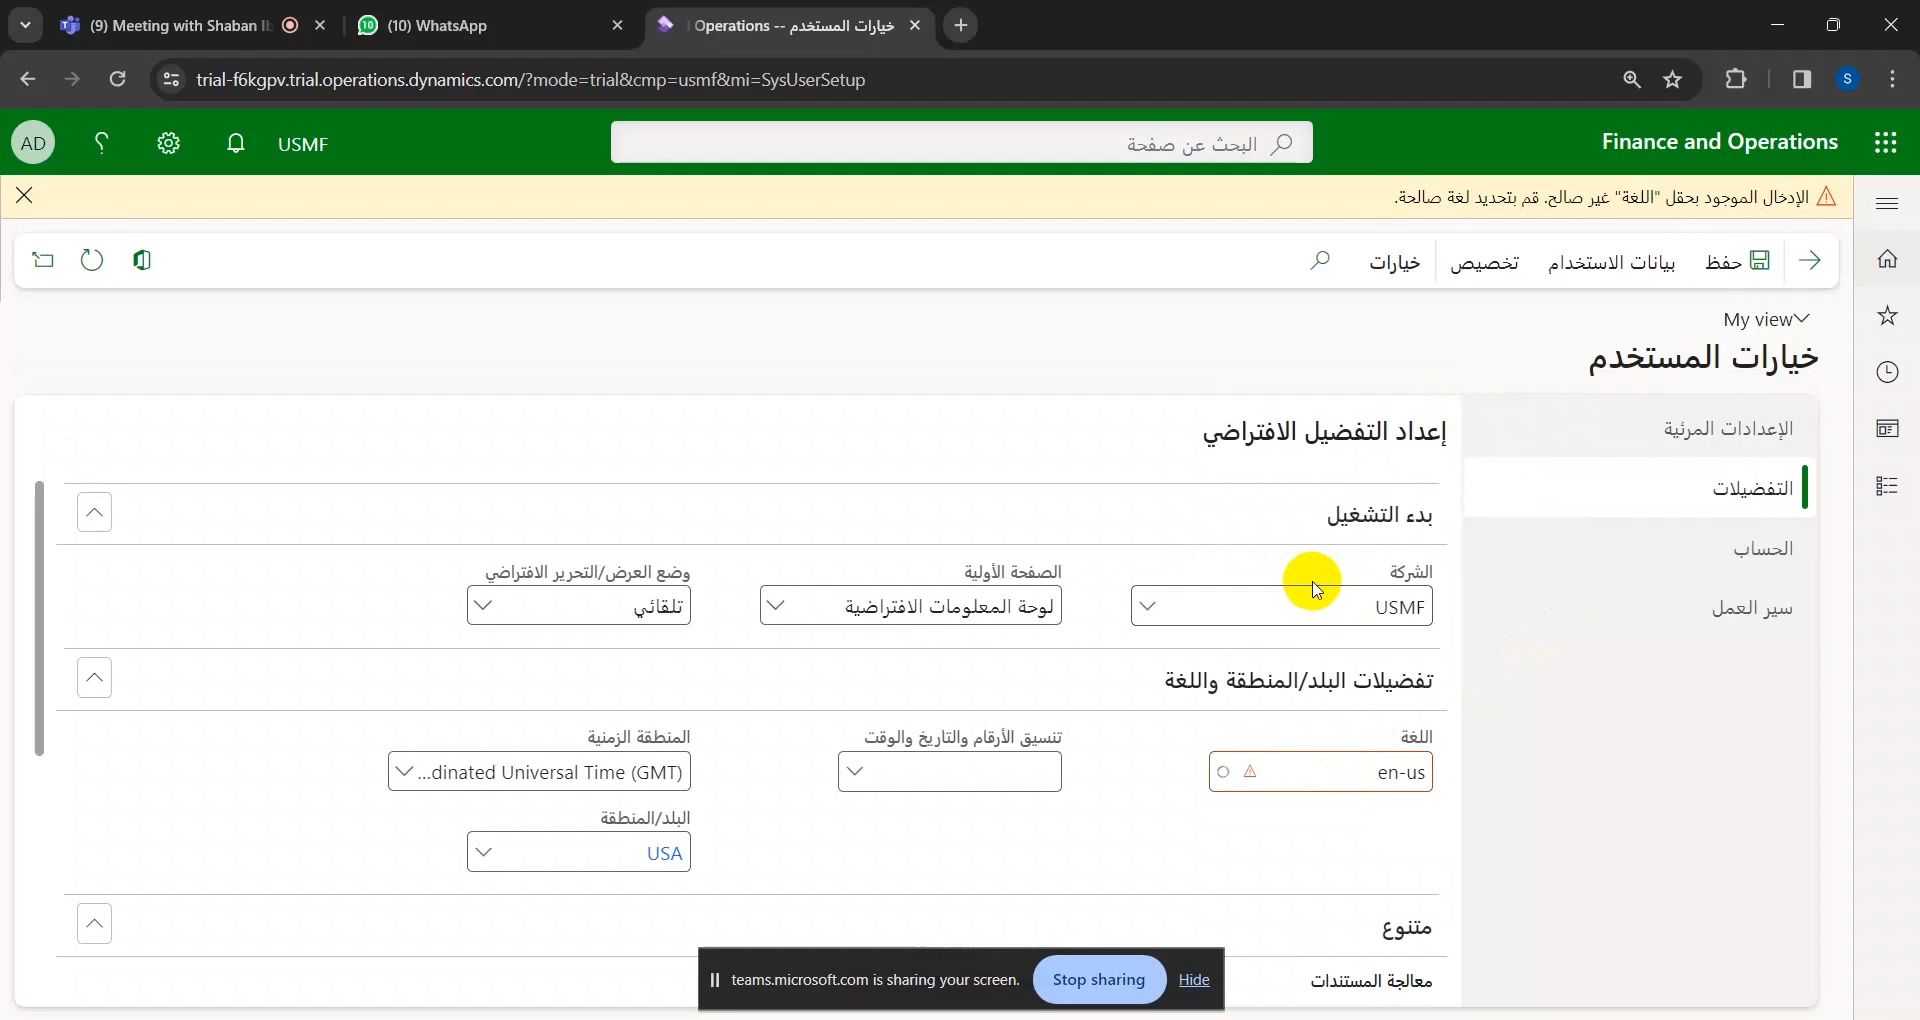 (9) Meeting with Shaban Ib
(10) WhatsApp
خيارات المستخدم -- Operations
trial-f6kgpv.trial.operations.dynamics.com/?mode=trial&cmp=usmf&mi=SysUserSetup
S
Finance and Operations
البحث عن صفحة
USMF
AD
الإدخال الموجود بحقل "اللغة" غير صالح. قم بتحديد لغة صالحة.
حفظ
بيانات الاستخدام
تخصيص
خيارات
My view
خيارات المستخدم
الإعدادات المرئية
التفضيلات
الحساب
سير العمل
إعداد التفضيل الافتراضي
بدء التشغيل
الشركة
USMF
الصفحة الأولية
لوحة المعلومات الافتراضية
وضع العرض/التحرير الافتراضي
تلقائي
تفضيلات البلد/المنطقة واللغة
اللغة
en-us
تنسيق الأرقام والتاريخ والوقت
المنطقة الزمنية
...dinated Universal Time (GMT)
البلد/المنطقة
USA
متنوع
معالجة المستندات
teams.microsoft.com is sharing your screen.
Stop sharing
Hide